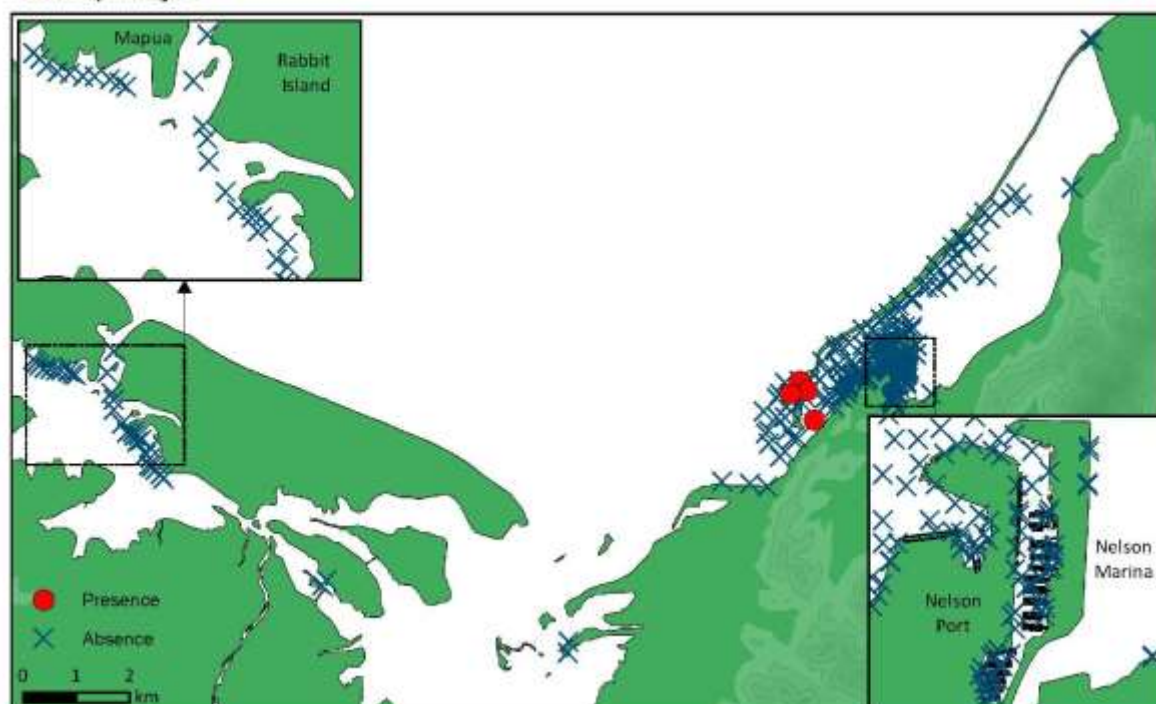 Mapua
Rabbit
Island
Presence
Absence
0 1 2
km
Nelson
Marina
Nelson
Port